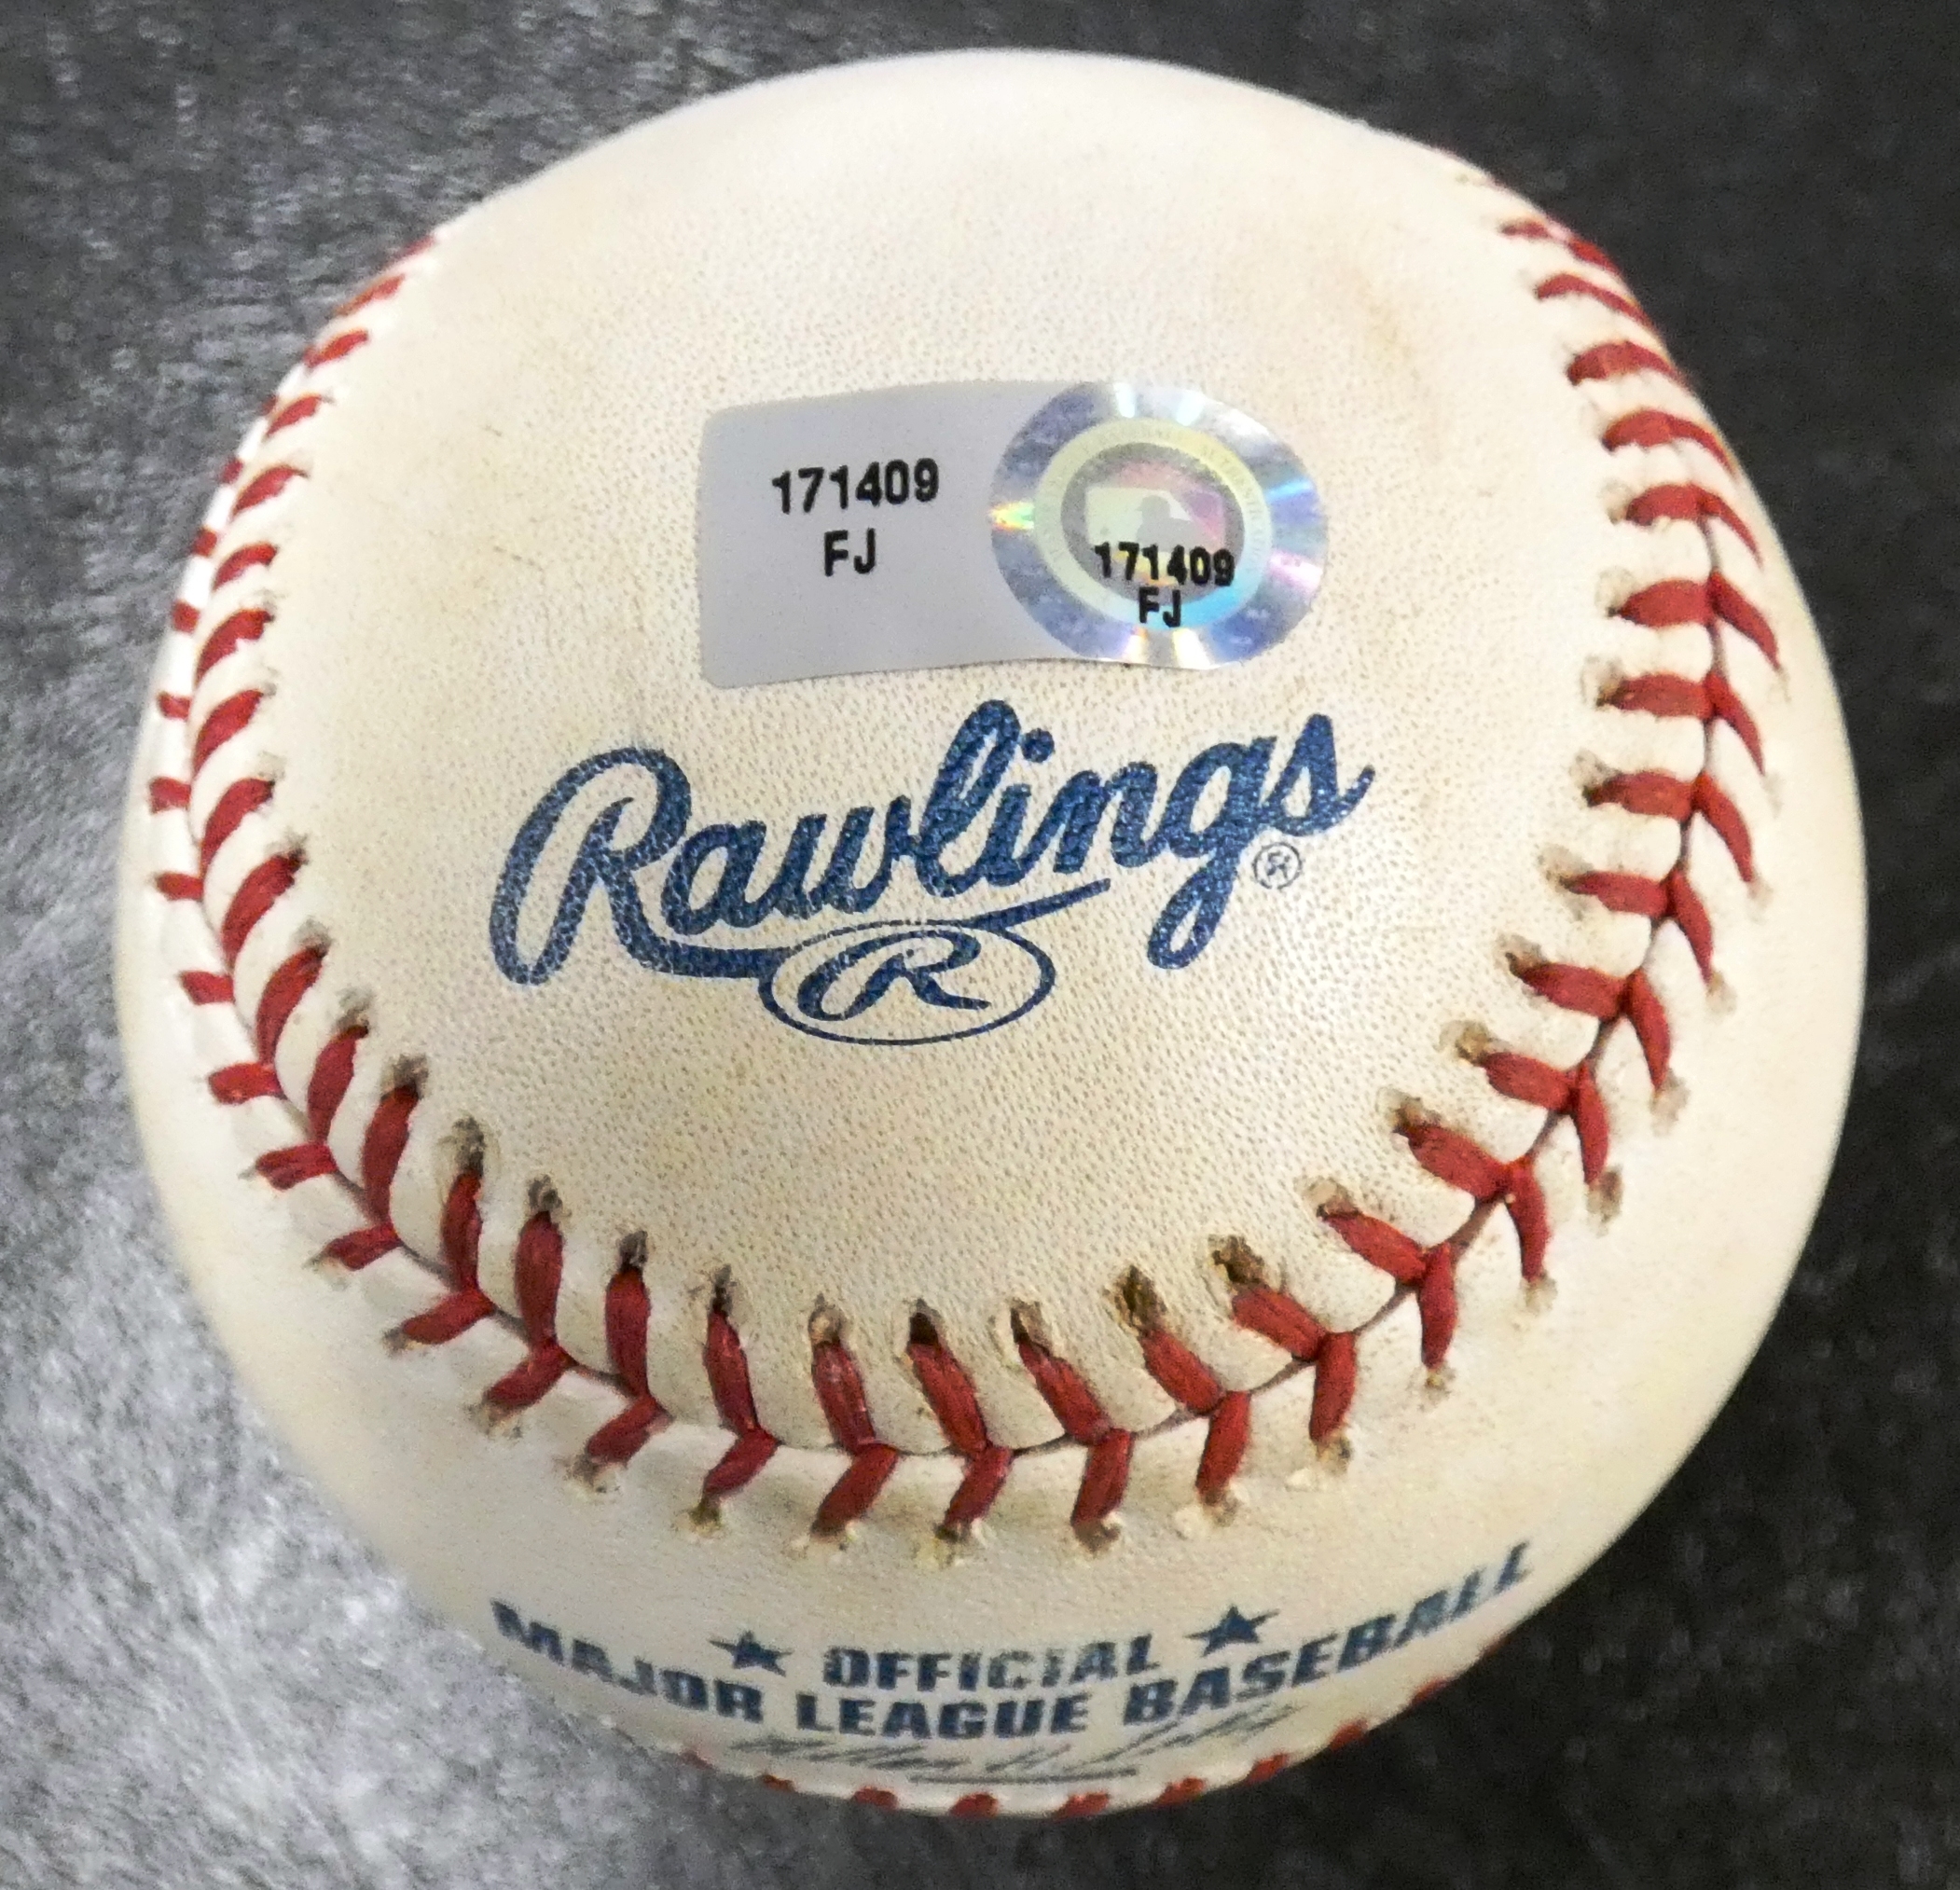 171409
FJ
171409
FJ
Rawlings
®
R
★ OFFICIAL ★
MAJOR LEAGUE BASEBALL